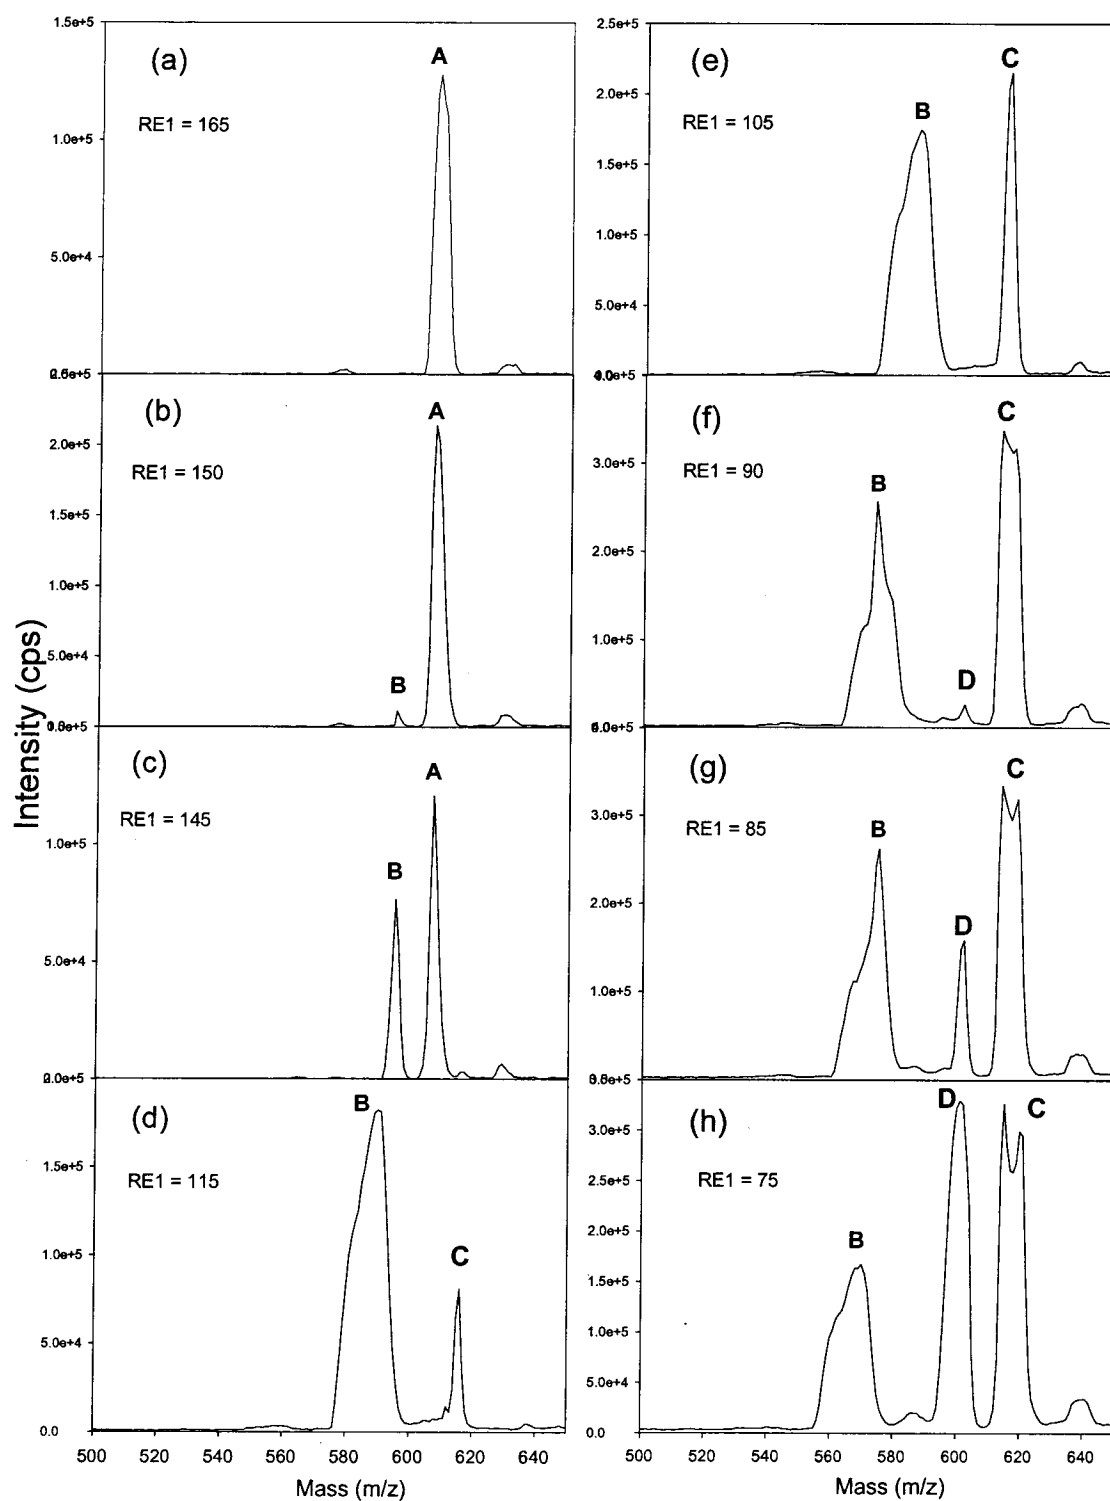 1.5e+5
(a)
A
RE1 = 165
1.0e+5
5.0e+4
(b)
A
2.0e+5
RE1 = 150
1.5e+5
1.0e+5
5.0e+4
B
(c)
A
RE1 = 145
1.0e+5
B
5.0e+4
(d)
B
RE1 = 115
1.5e+5
1.0e+5
C
5.0e+4
0.0
500 520 540 560 580 600 620 640
Mass (m/z)
Intensity (cps)
2.5e+5
(e)
C
2.0e+5
B
RE1 = 105
1.5e+5
1.0e+5
5.0e+4
(f)
C
RE1 = 90
3.0e+5
B
2.0e+5
1.0e+5
D
(g)
C
3.0e+5
RE1 = 85
B
2.0e+5
D
1.0e+5
(h)
D
C
3.0e+5
2.5e+5
RE1 = 75
2.0e+5
B
1.5e+5
1.0e+5
5.0e+4
0.0
500 520 540 560 580 600 620 640
Mass (m/z)